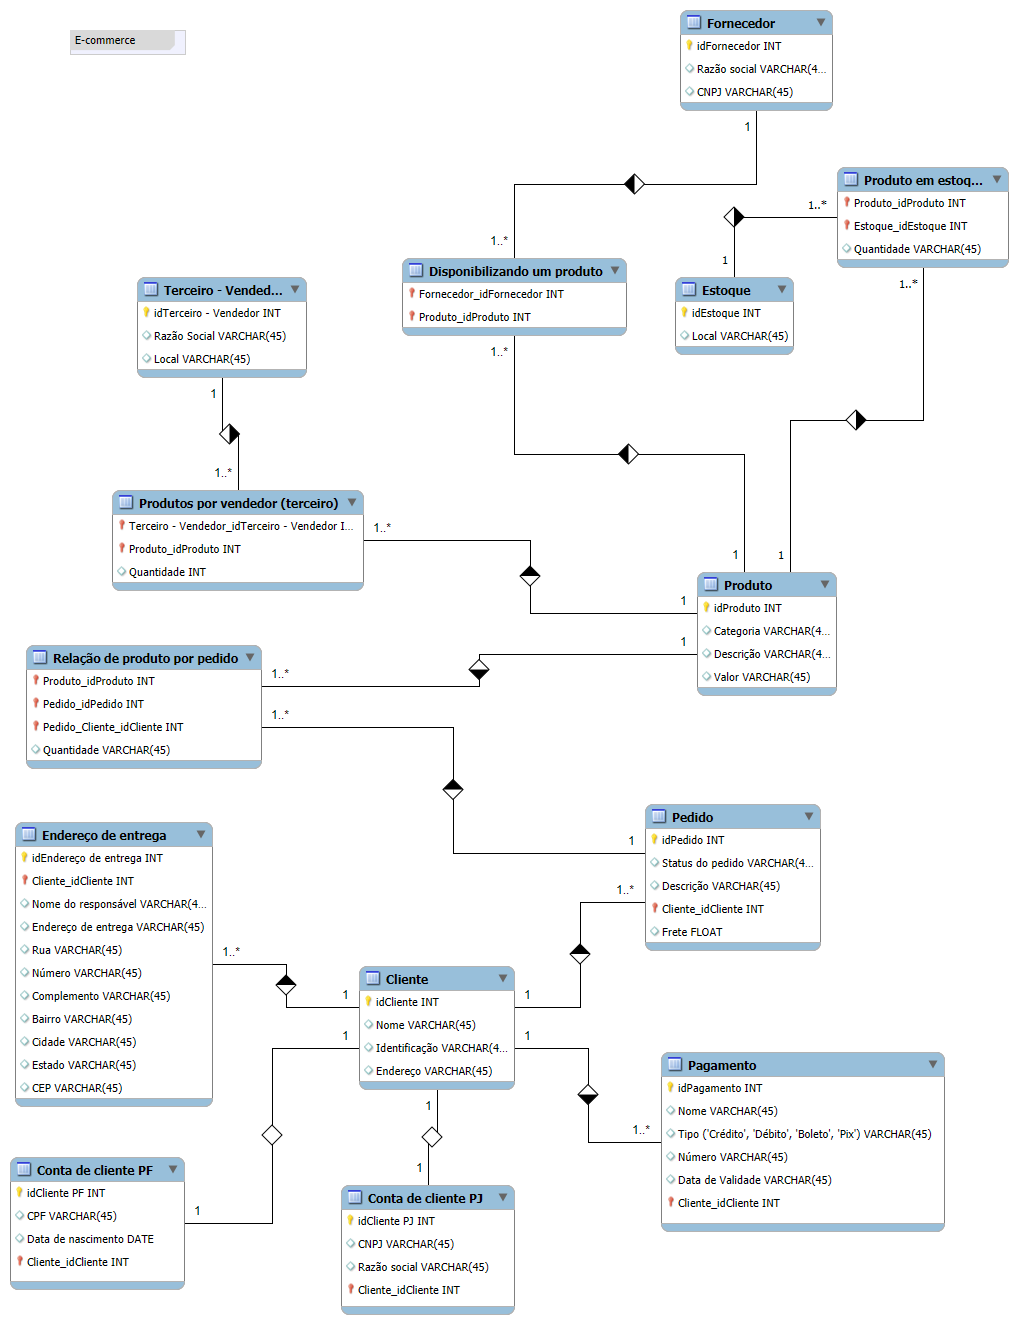 E-commerce
Fornecedor
idFornecedor INT
Razão social VARCHAR(4...
CNPJ VARCHAR(45)
1
1..*
Produto em estoq...
Produto_idProduto INT
Estoque_idEstoque INT
Quantidade VARCHAR(45)
1..*
1
1..*
1
Disponibilizando um produto
Fornecedor_idFornecedor INT
Produto_idProduto INT
1..*
1
Estoque
idEstoque INT
Local VARCHAR(45)
Terceiro - Vended...
idTerceiro - Vendedor INT
Razão Social VARCHAR(45)
Local VARCHAR(45)
1
1..*
Produtos por vendedor (terceiro)
Terceiro - Vendedor_idTerceiro - Vendedor I...
Produto_idProduto INT
Quantidade INT
1..*
1
Produto
idProduto INT
Categoria VARCHAR(4...
Descrição VARCHAR(4...
Valor VARCHAR(45)
1
1..*
Relação de produto por pedido
Produto_idProduto INT
Pedido_idPedido INT
Pedido_Cliente_idCliente INT
Quantidade VARCHAR(45)
1..*
1
Pedido
idPedido INT
Status do pedido VARCHAR(4...
Descrição VARCHAR(45)
Cliente_idCliente INT
Frete FLOAT
1..*
1
Endereço de entrega
idEndereço de entrega INT
Cliente_idCliente INT
Nome do responsável VARCHAR(4...
Endereço de entrega VARCHAR(45)
Rua VARCHAR(45)
Número VARCHAR(45)
Complemento VARCHAR(45)
Bairro VARCHAR(45)
Cidade VARCHAR(45)
Estado VARCHAR(45)
CEP VARCHAR(45)
1..*
1
Cliente
idCliente INT
Nome VARCHAR(45)
Identificação VARCHAR(4...
Endereço VARCHAR(45)
1
1..*
Pagamento
idPagamento INT
Nome VARCHAR(45)
Tipo ('Crédito', 'Débito', 'Boleto', 'Pix') VARCHAR(45)
Número VARCHAR(45)
Data de Validade VARCHAR(45)
Cliente_idCliente INT
1
1
Conta de cliente PF
idCliente PF INT
CPF VARCHAR(45)
Data de nascimento DATE
Cliente_idCliente INT
1
1
Conta de cliente PJ
idCliente PJ INT
CNPJ VARCHAR(45)
Razão social VARCHAR(45)
Cliente_idCliente INT